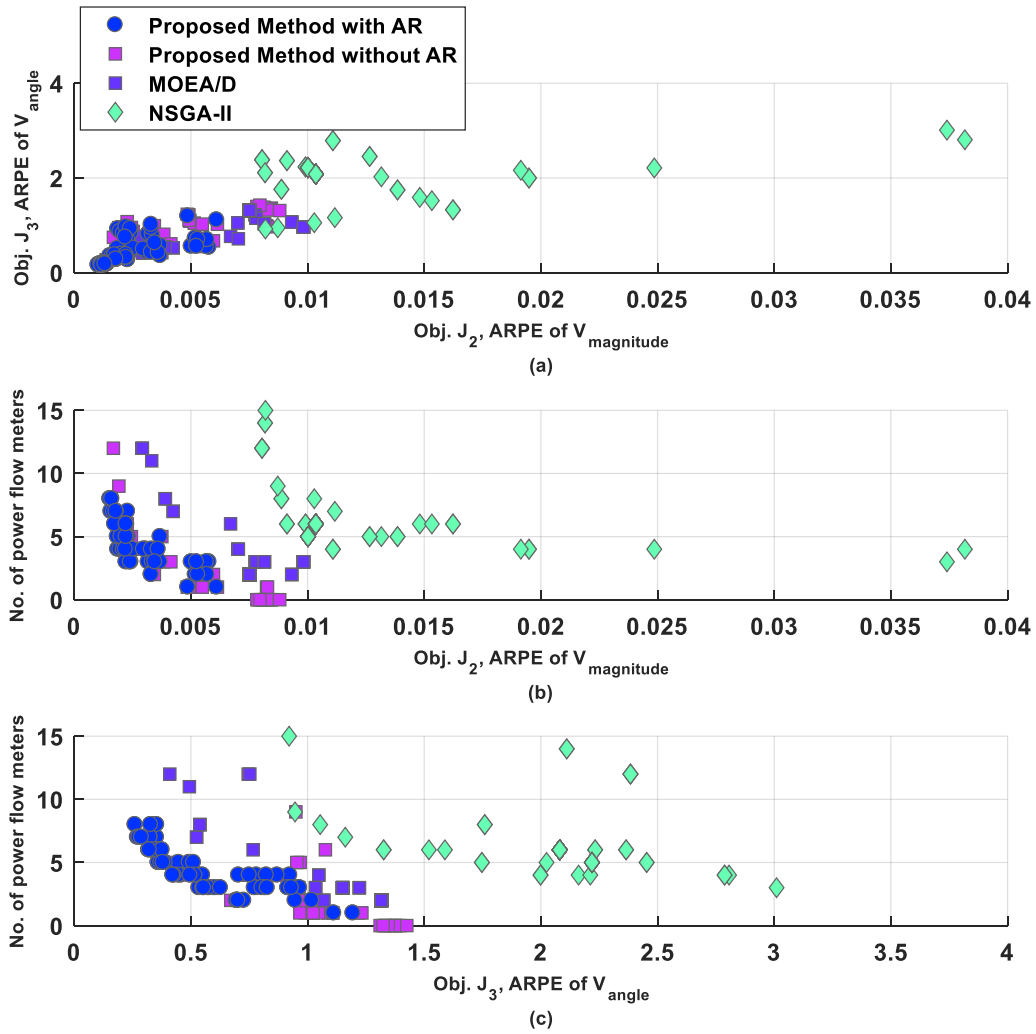 Proposed Method with AR
Proposed Method without AR
MOEA/D
NSGA-II
Obj. J3, ARPE of Vangle
4
2
0
0 0.005 0.01 0.015 0.02 0.025 0.03 0.035 0.04
Obj. J2, ARPE of Vmagnitude
(a)
No. of power flow meters
15
10
5
0
0 0.005 0.01 0.015 0.02 0.025 0.03 0.035 0.04
Obj. J2, ARPE of Vmagnitude
(b)
No. of power flow meters
15
10
5
0
0 0.5 1 1.5 2 2.5 3 3.5 4
Obj. J3, ARPE of Vangle
(c)